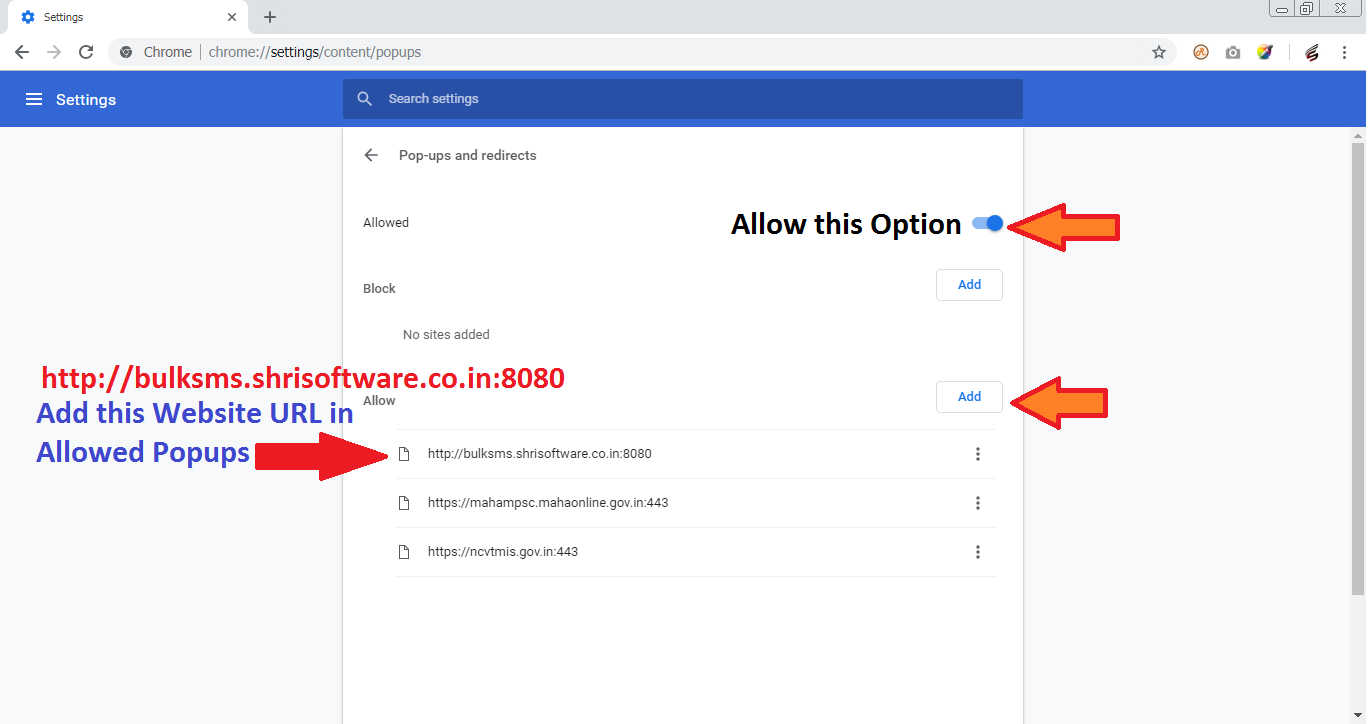 Settings
Chrome | chrome://settings/content/popups
Settings
Search settings
Pop-ups and redirects
Allowed
Allow this Option
Block
Add
No sites added
http://bulksms.shrisoftware.co.in:8080
Allow
Add
Add this Website URL in
Allowed Popups
http://bulksms.shrisoftware.co.in:8080
https://mahampsc.mahaonline.gov.in:443
https://ncvtmis.gov.in:443